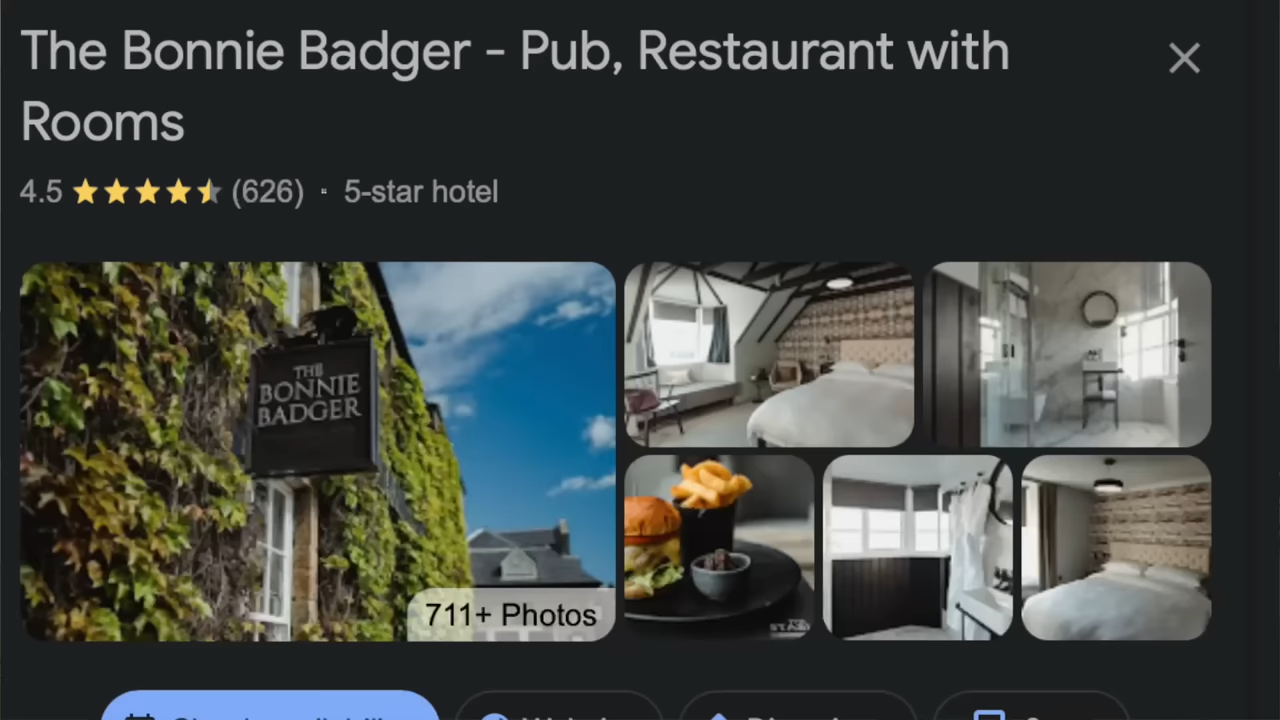 The Bonnie Badger - Pub, Restaurant with
Rooms
4.5 (626) · 5-star hotel
THE
BONNIE
BADGER
711+ Photos